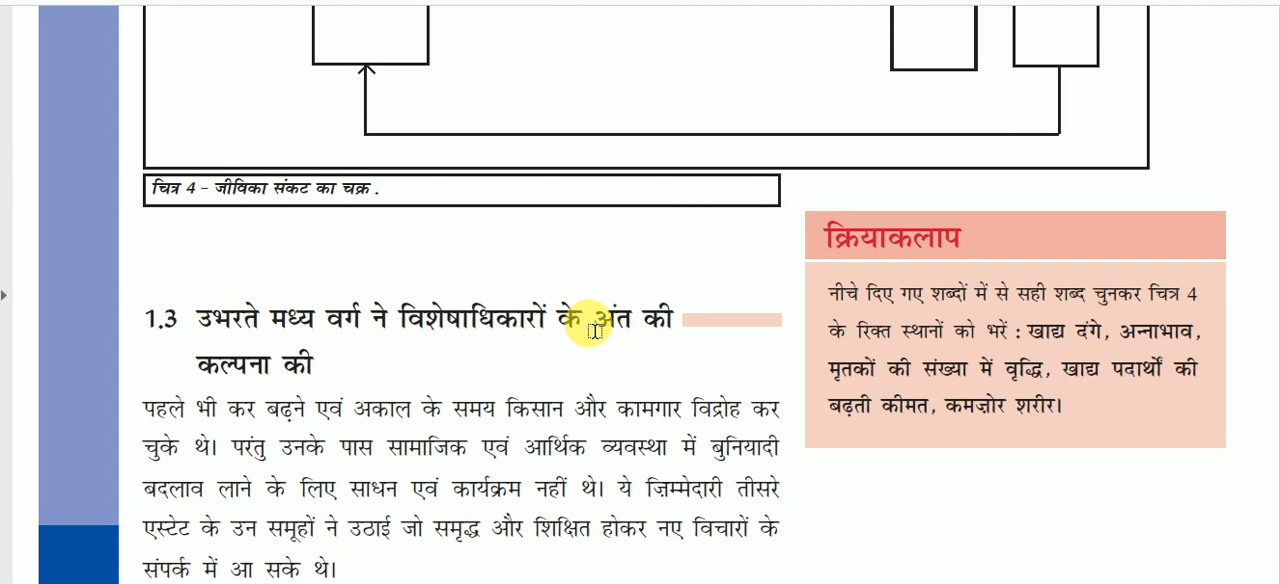 चित्र 4 – जीविका संकट का चक्र .
1.3 उभरते मध्य वर्ग ने विशेषाधिकारों के अंत की
कल्पना की
पहले भी कर बढ़ने एवं अकाल के समय किसान और कामगार विद्रोह कर
चुके थे। परंतु उनके पास सामाजिक एवं आर्थिक व्यवस्था में बुनियादी
बदलाव लाने के लिए साधन एवं कार्यक्रम नहीं थे। ये ज़िम्मेदारी तीसरे
एस्टेट के उन समूहों ने उठाई जो समृद्ध और शिक्षित होकर नए विचारों के
संपर्क में आ सके थे।
क्रियाकलाप
नीचे दिए गए शब्दों में से सही शब्द चुनकर चित्र 4
के रिक्त स्थानों को भरें : खाद्य दंगे, अन्नाभाव,
मृतकों की संख्या में वृद्धि, खाद्य पदार्थों की
बढ़ती कीमत, कमज़ोर शरीर।